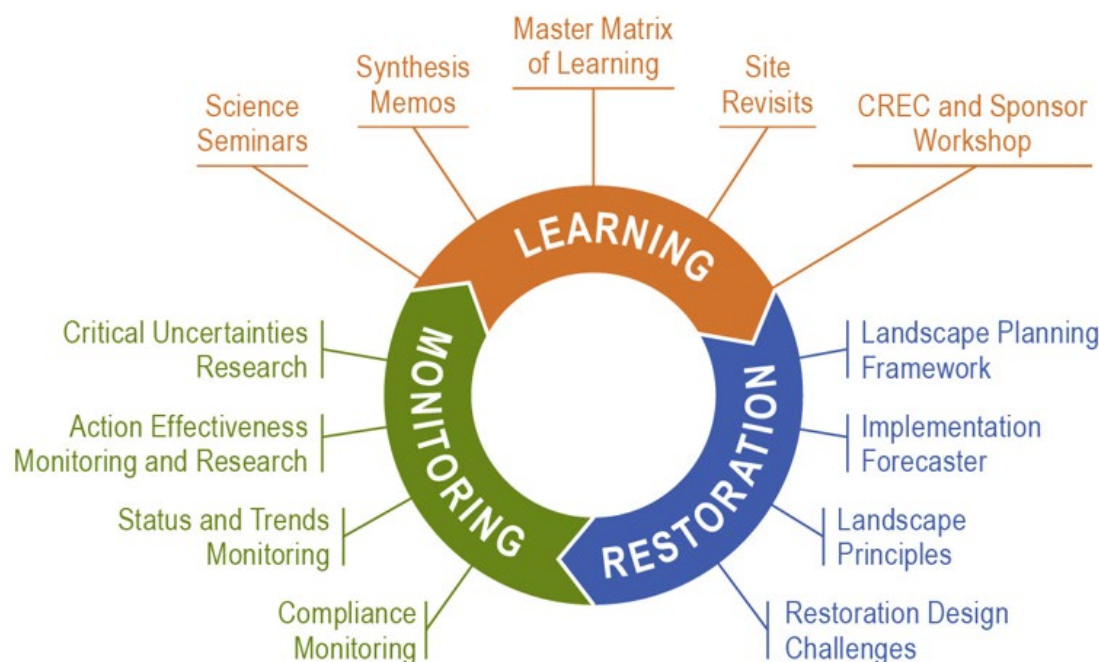 Master Matrix
of Learning
Synthesis
Memos
Site
Revisits
Science
Seminars
CREC and Sponsor
Workshop
LEARNING
MONITORING
RESTORATION
Critical Uncertainties
Research
Action Effectiveness
Monitoring and Research
Status and Trends
Monitoring
Compliance
Monitoring
Landscape Planning
Framework
Implementation
Forecaster
Landscape
Principles
Restoration Design
Challenges